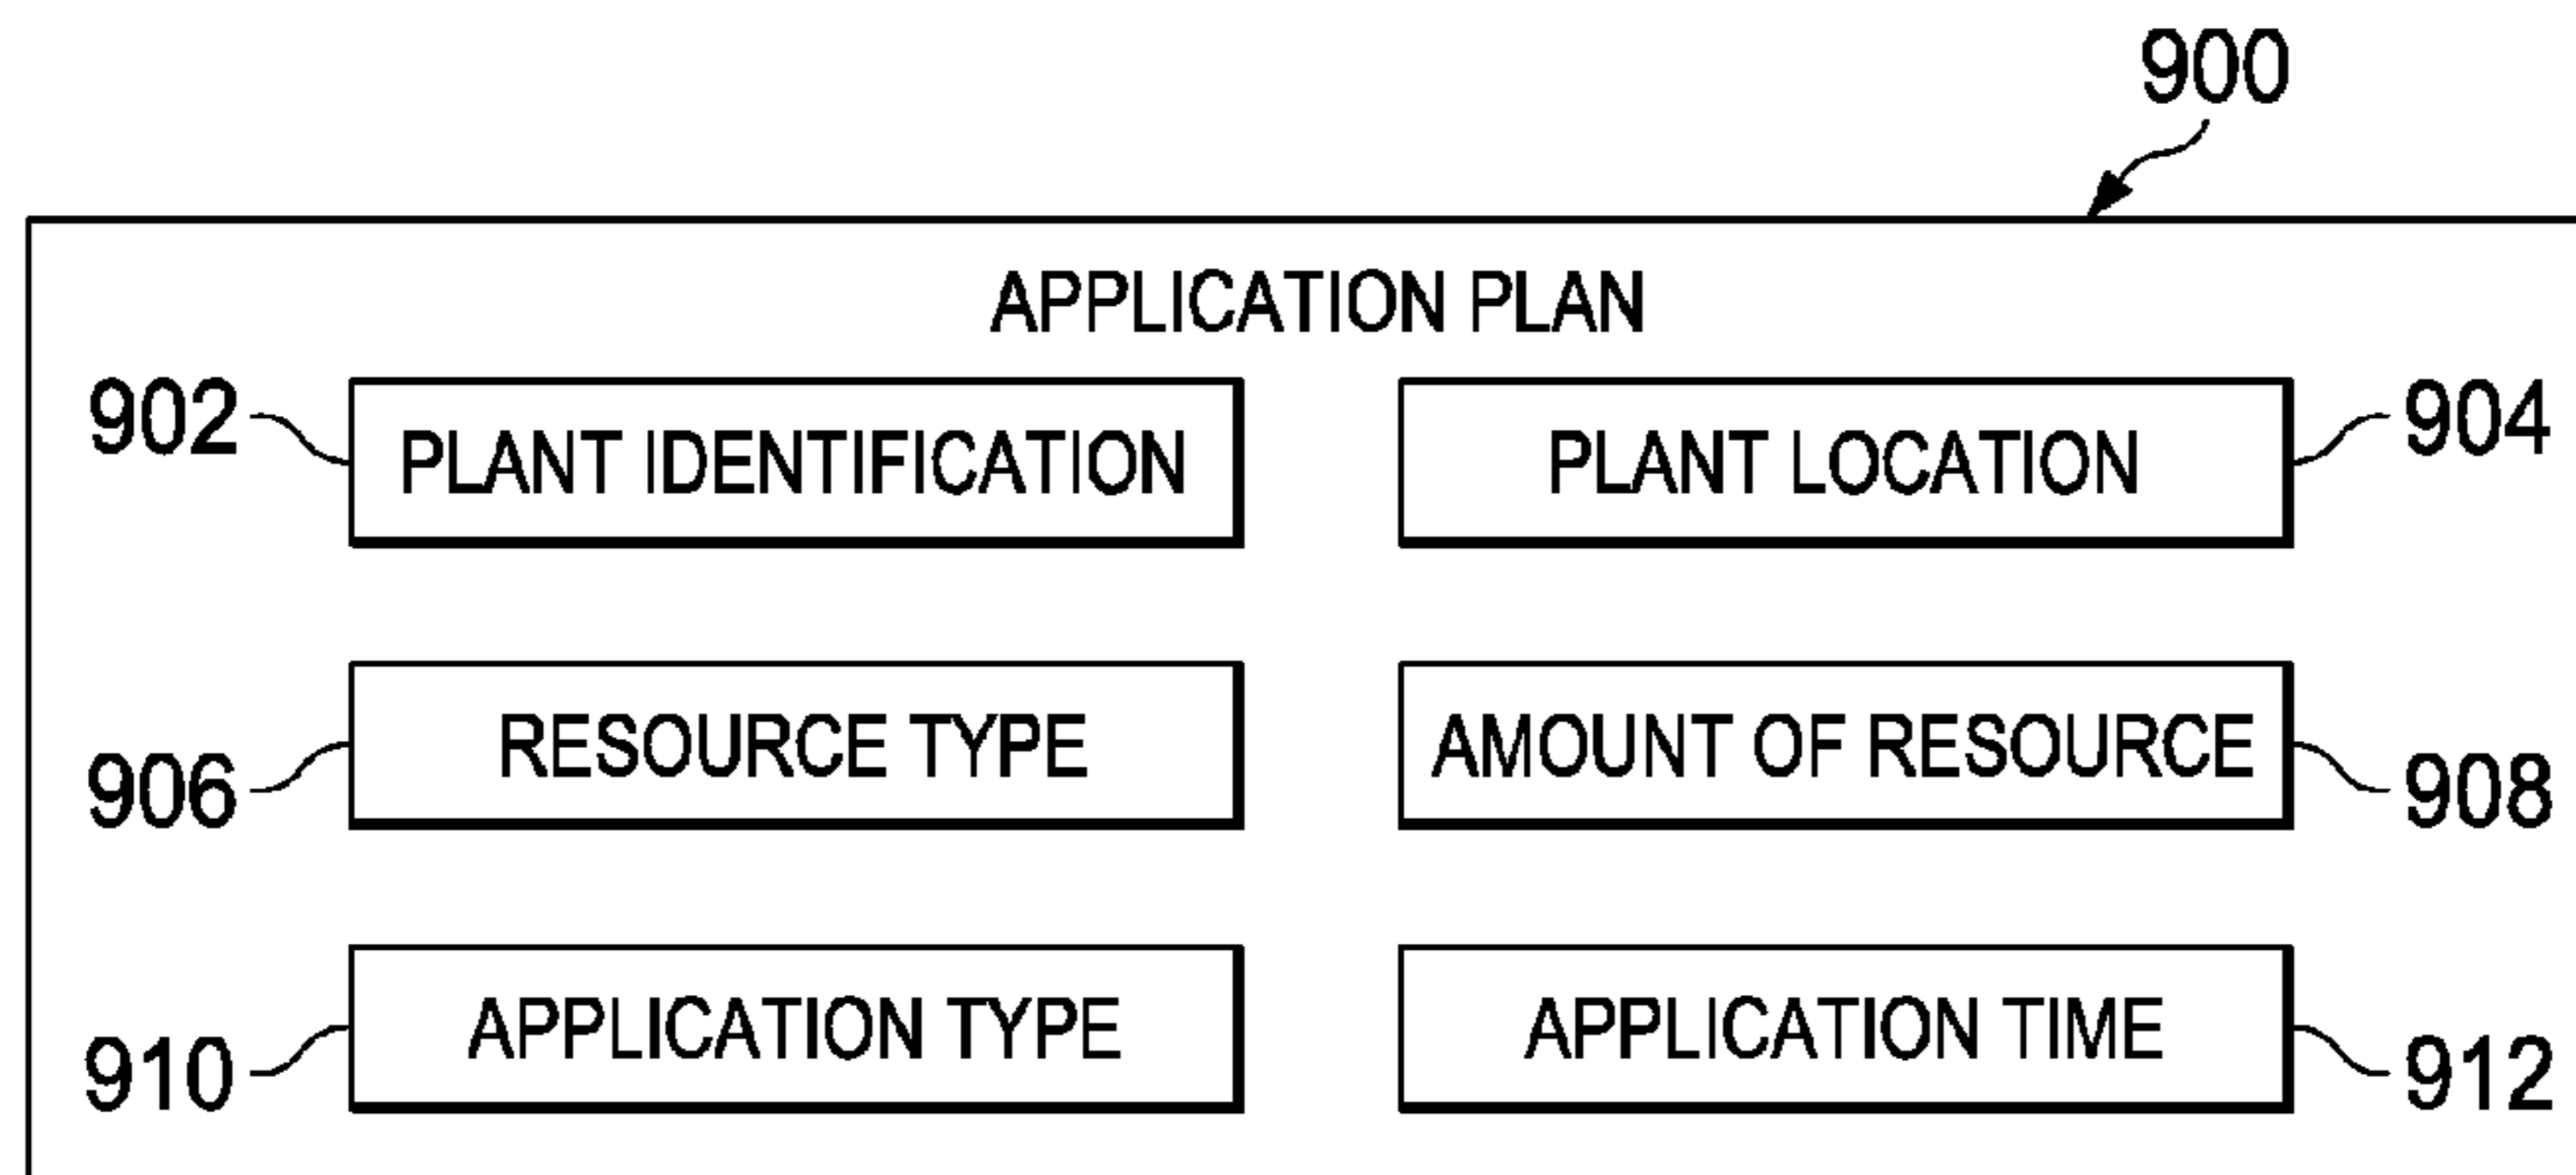 900
APPLICATION PLAN
902 PLANT IDENTIFICATION PLANT LOCATION 904
906 RESOURCE TYPE AMOUNT OF RESOURCE 908
910 APPLICATION TYPE APPLICATION TIME 912